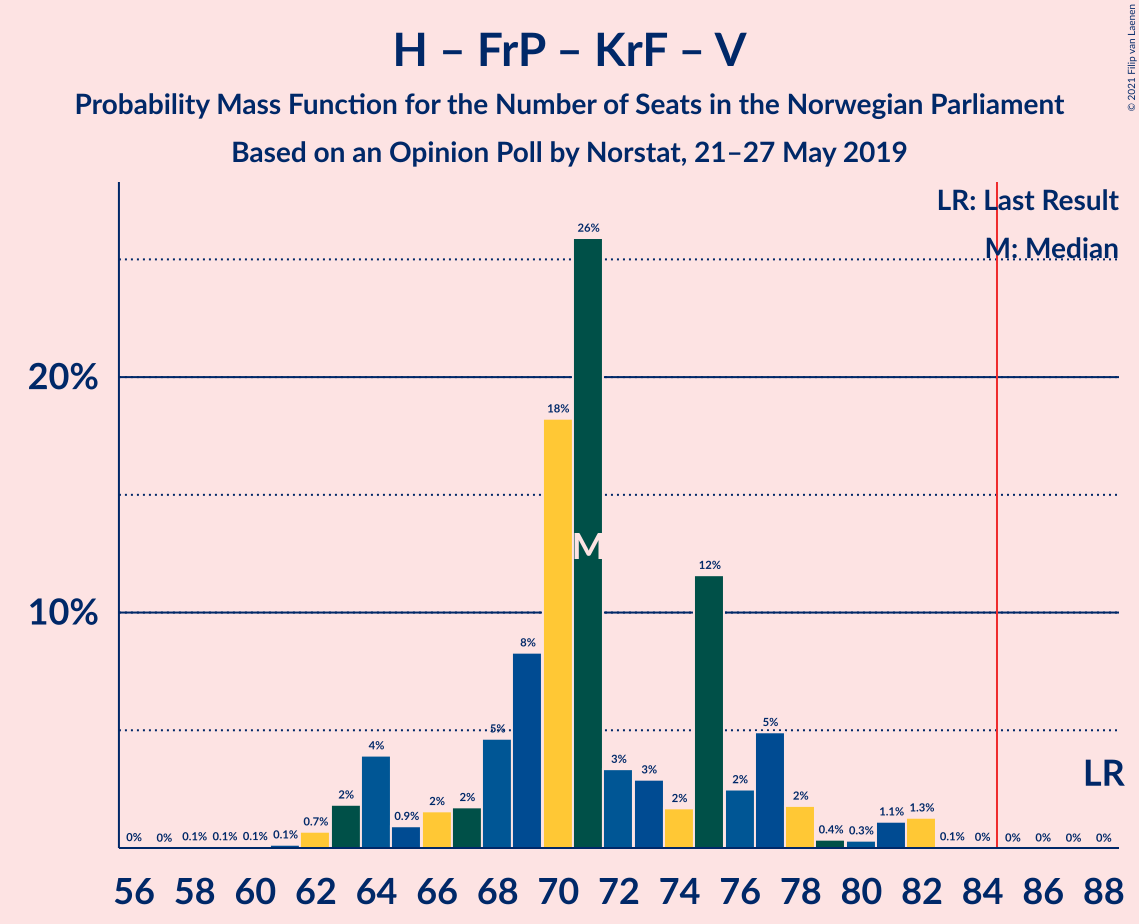 © 2021 Filip van Laenen
H – FrP – KrF – V
Probability Mass Function for the Number of Seats in the Norwegian Parliament
Based on an Opinion Poll by Norstat, 21–27 May 2019
LR: Last Result
M: Median
26%
20%
18%
M
12%
10%
8%
5%
5%
4%
LR
3%
3%
2%
2%
2%
2%
2%
2%
0% 0% 0.1% 0.1% 0.1% 0.1% 0.7% 0.9% 0.4% 0.3% 1.1% 1.3% 0.1% 0% 0% 0% 0% 0%
56 58 60 62 64 66 68 70 72 74 76 78 80 82 84 86 88